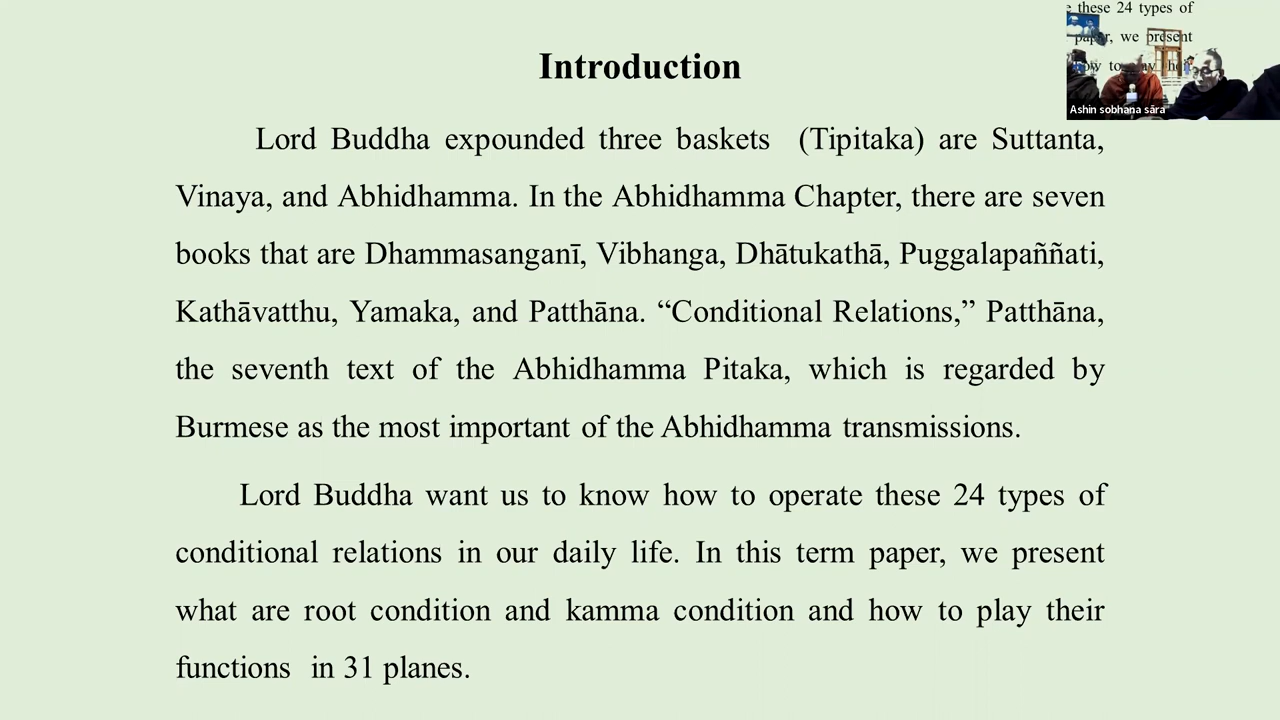 Introduction
Lord Buddha expounded three baskets (Tipitaka) are Suttanta,
Vinaya, and Abhidhamma. In the Abhidhamma Chapter, there are seven
books that are Dhammasanganī, Vibhanga, Dhātukathā, Puggalapaññati,
Kathāvatthu, Yamaka, and Patthāna. “Conditional Relations,” Patthāna,
the seventh text of the Abhidhamma Pitaka, which is regarded by
Burmese as the most important of the Abhidhamma transmissions.
Lord Buddha want us to know how to operate these 24 types of
conditional relations in our daily life. In this term paper, we present
what are root condition and kamma condition and how to play their
functions in 31 planes.
these 24 types of
paper, we present
Ashin sobhana sāra